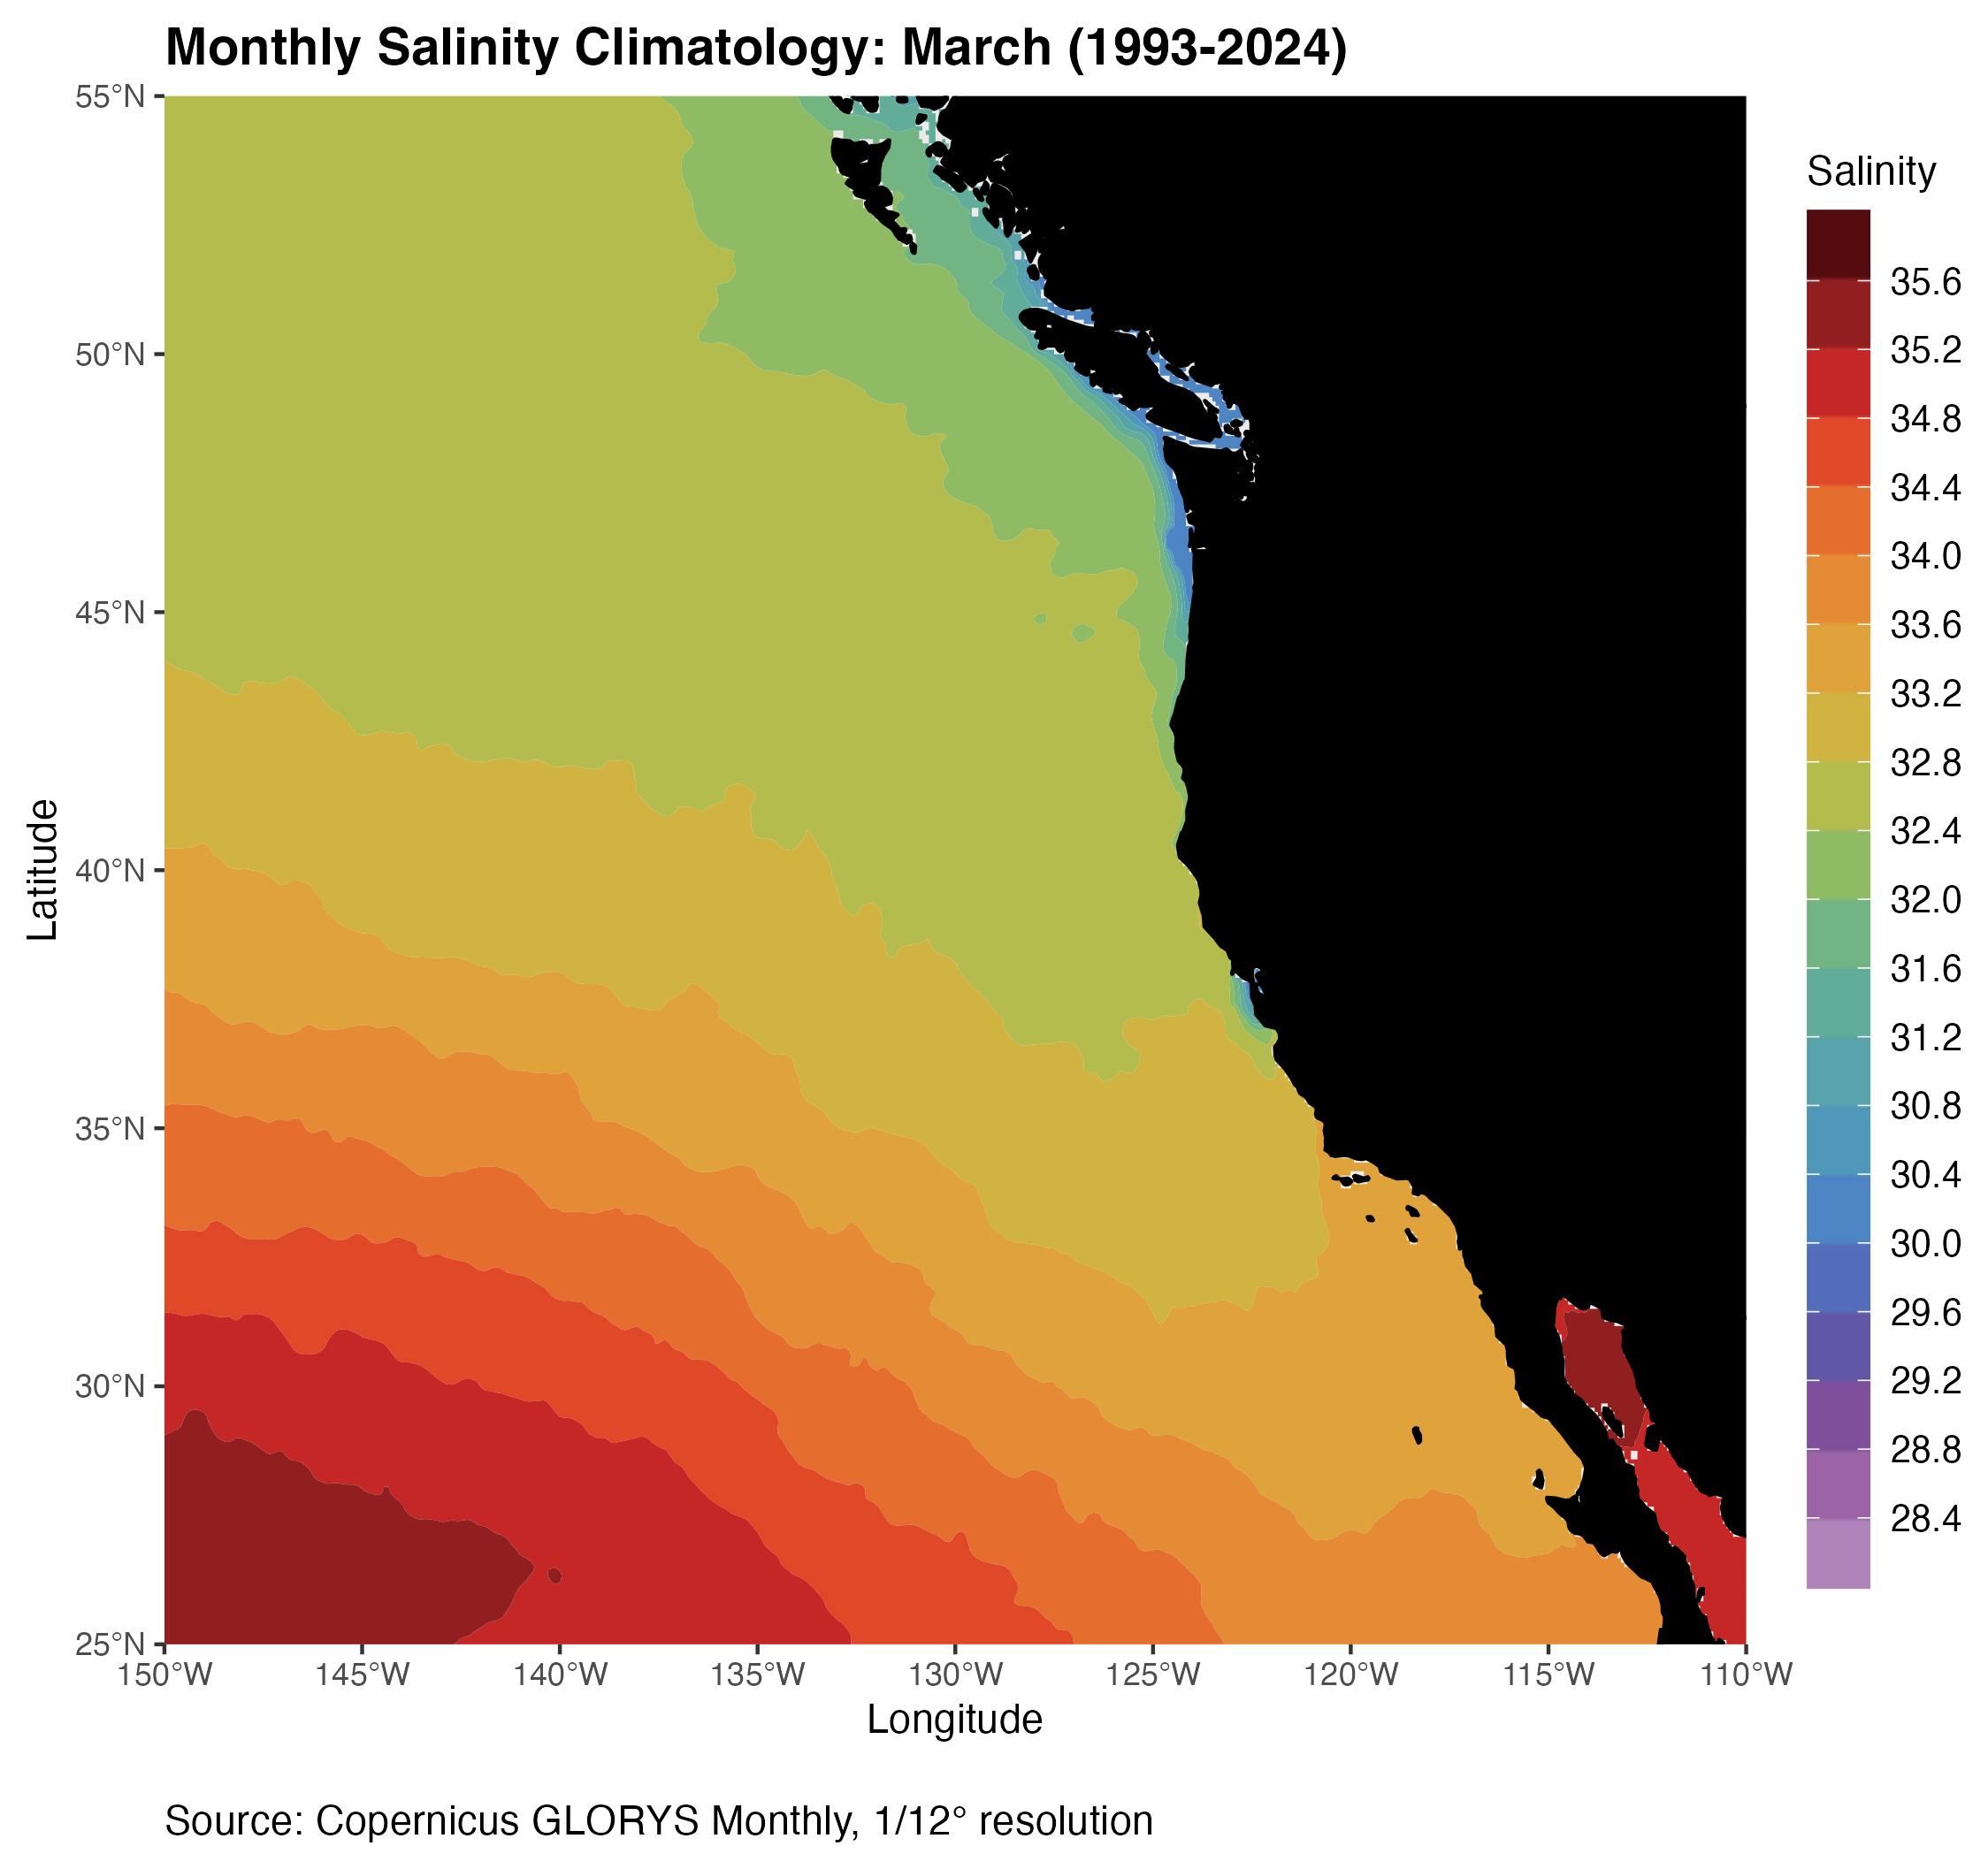 Monthly Salinity Climatology: March (1993-2024)
Salinity
35.6
35.2
34.8
34.4
34.0
33.6
33.2
32.8
32.4
32.0
31.6
31.2
30.8
30.4
30.0
29.6
29.2
28.8
28.4
Latitude
55°N
50°N
45°N
40°N
35°N
30°N
25°N
150°W 145°W 140°W 135°W 130°W 125°W 120°W 115°W 110°W
Longitude
Source: Copernicus GLORYS Monthly, 1/12° resolution